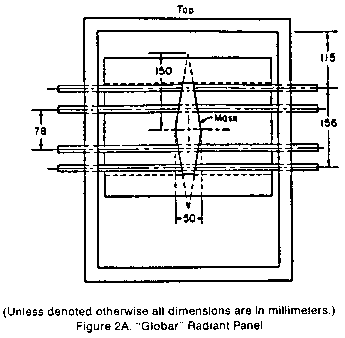 Top
150
115
Mask
78
156
50
(Unless denoted otherwise all dimensions are in millimeters.)
Figure 2A. "Globar" Radiant Panel